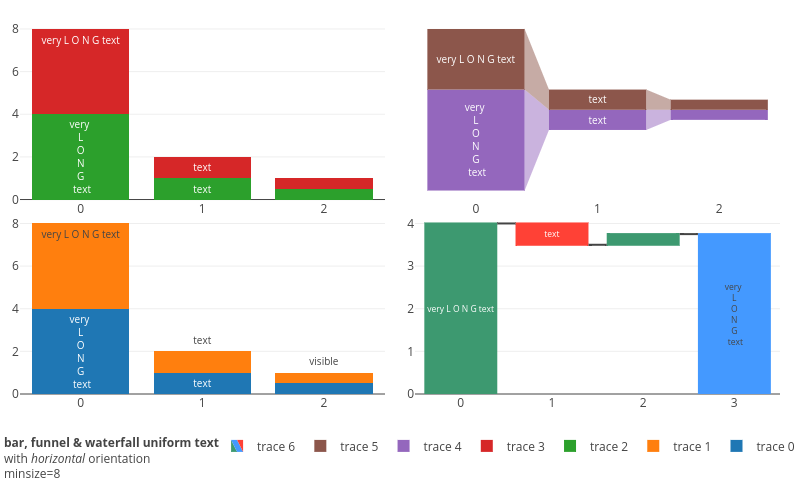 8
6
4
2
0
very L O N G text
very
L
O
N
G
text
text
text
0
1
2
very L O N G text
very
L
O
N
G
text
text
text
0
1
2
8
6
4
2
0
very L O N G text
very
L
O
N
G
text
text
text
visible
0
1
2
4
3
2
1
0
very L O N G text
text
very
L
O
N
G
text
0
1
2
3
bar, funnel & waterfall uniform text
with horizontal orientation
minsize=8
trace 6 trace 5 trace 4 trace 3 trace 2 trace 1 trace 0